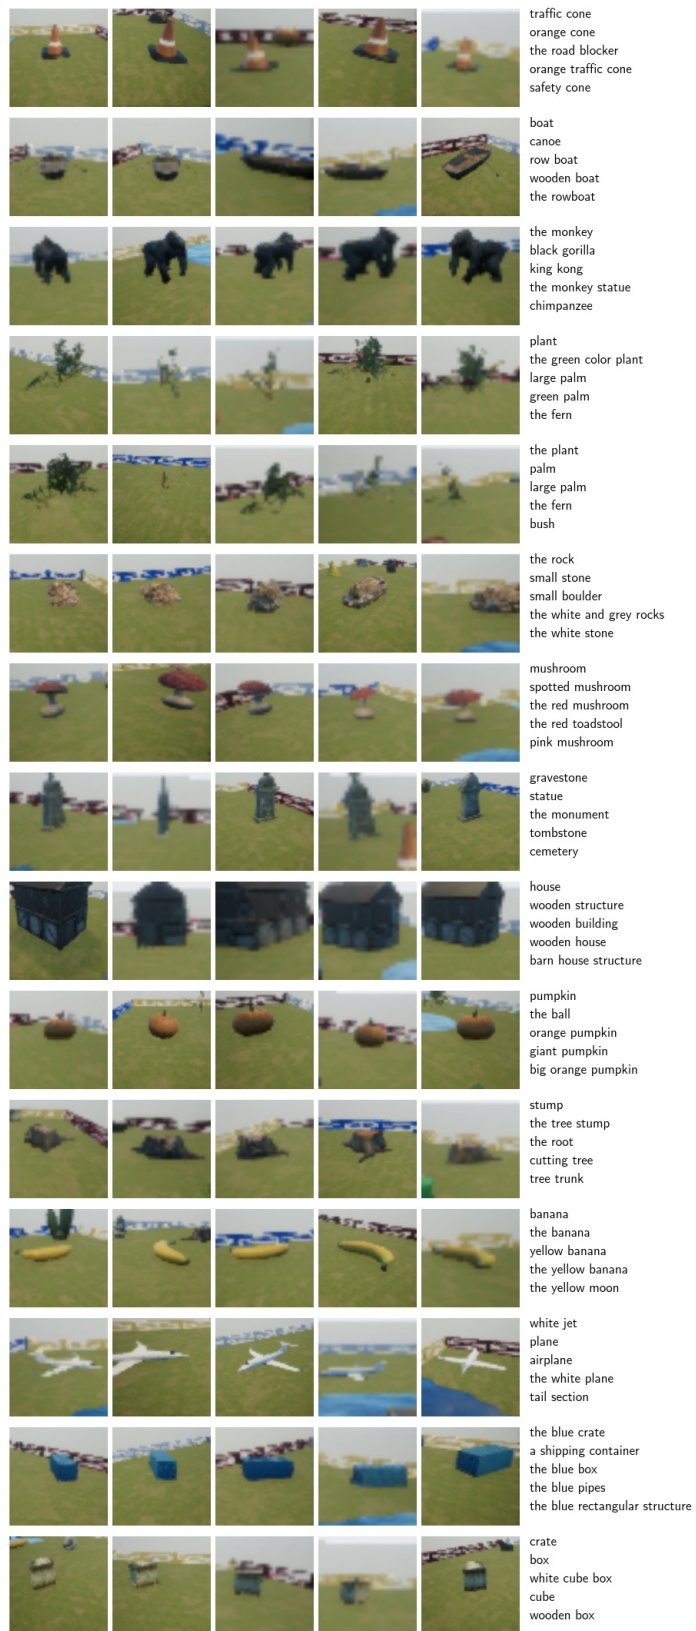 traffic cone
orange cone
the road blocker
orange traffic cone
safety cone
boat
canoe
row boat
wooden boat
the rowboat
the monkey
black gorilla
king kong
the monkey statue
chimpanzee
plant
the green color plant
large palm
green palm
the fern
the plant
palm
large palm
the fern
bush
the rock
small stone
small boulder
the white and grey rocks
the white stone
mushroom
spotted mushroom
the red mushroom
the red toadstool
pink mushroom
gravestone
statue
the monument
tombstone
cemetery
house
wooden structure
wooden building
wooden house
barn house structure
pumpkin
the ball
orange pumpkin
giant pumpkin
big orange pumpkin
stump
the tree stump
the root
cutting tree
tree trunk
banana
the banana
yellow banana
the yellow banana
the yellow moon
white jet
plane
airplane
the white plane
tail section
the blue crate
a shipping container
the blue box
the blue pipes
the blue rectangular structure
crate
box
white cube box
cube
wooden box